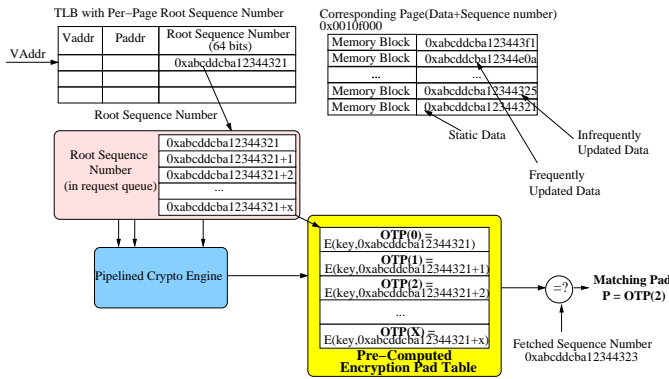 TLB with Per-Page Root Sequence Number
Vaddr Paddr Root Sequence Number
(64 bits)
VAddr
0xabcddcba12344321
Corresponding Page(Data+Sequence number)
0x0010f000
Memory Block 0xabcddcba123443f1
Memory Block 0xabcddcba12344e0a
... ...
Memory Block 0xabcddcba12344325
Memory Block 0xabcddcba12344321
Static Data
Infrequently
Updated Data
Frequently
Updated Data
Root Sequence Number
Root Sequence
Number
(in request queue)
0xabcddcba12344321
0xabcddcba12344321+1
0xabcddcba12344321+2
...
0xabcddcba12344321+x
Pipelined Crypto Engine
OTP(0) =
E(key,0xabcddcba12344321)
OTP(1) =
E(key,0xabcddcba12344321+1)
OTP(2) =
E(key,0xabcddcba12344321+2)
...
OTP(X) =
E(key,0xabcddcba12344321+x)
Pre-Computed
Encryption Pad Table
=?
Matching Pad
P = OTP(2)
Fetched Sequence Number
0xabcddcba12344323